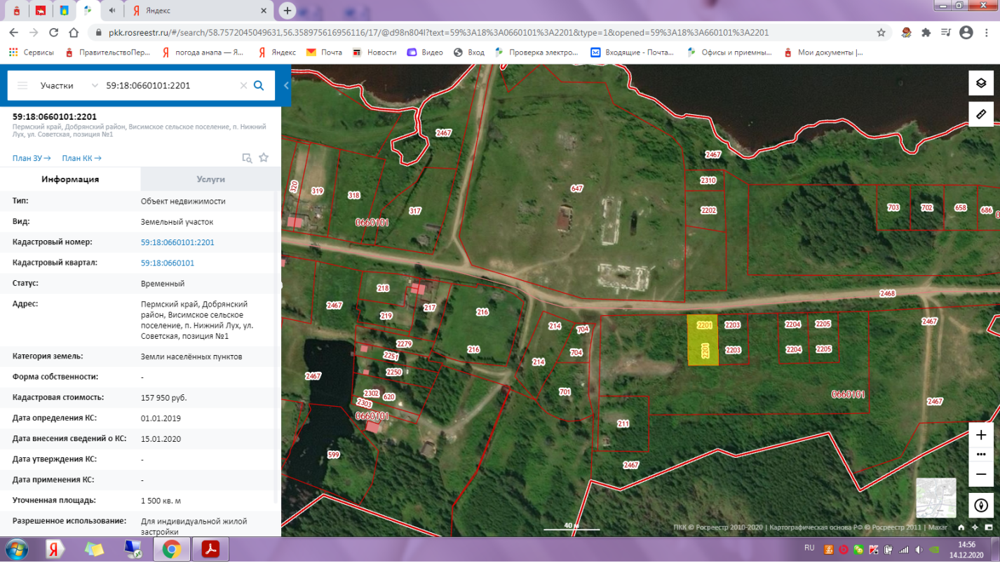 Яндекс
pkk.rosreestr.ru/#/search/58.7572045049631,56.358975616956116/17/@d98n804l?text=59%3A18%3A0660101%3A2201&type=1&opened=59%3A18%3A660101%3A2201
Сервисы ПравительствоПер... погода анапа — Я... Яндекс Почта Новости Видео Вход Проверка электро... Входящие - Почта... Офисы и приемны... Мои документы |...
Участки 59:18:0660101:2201
59:18:0660101:2201
Пермский край, Добрянский район, Висимское сельское поселение, п. Нижний
Лух, ул. Советская, позиция №1
План ЗУ → План КК →
Информация Услуги
Тип: Объект недвижимости
Вид: Земельный участок
Кадастровый номер: 59:18:0660101:2201
Кадастровый квартал: 59:18:0660101
Статус: Временный
Адрес: Пермский край, Добрянский
район, Висимское сельское
поселение, п. Нижний Лух, ул.
Советская, позиция №1
Категория земель: Земли населённых пунктов
Форма собственности: -
Кадастровая стоимость: 157 950 руб.
Дата определения КС: 01.01.2019
Дата внесения сведений о КС: 15.01.2020
Дата утверждения КС: -
Дата применения КС: -
Уточненная площадь: 1 500 кв. м
Разрешенное использование: Для индивидуальной жилой
застройки
2467
2467
2310
320
319
318
647
317
2202
703
702
658
686
0660101
218
2468
2467
217
219
216
2467
214
704
2201
2203
2204
2205
2279
216
704
2201
2203
2204
2205
2251
214
2250
2467
701
2302
620
0660101
2303
2467
0660101
211
599
2467
40 м
ПКК © Росреестр 2010-2020 | Картографическая основа РФ © Росреестр 2011 | Maxar
RU
14:56
14.12.2020